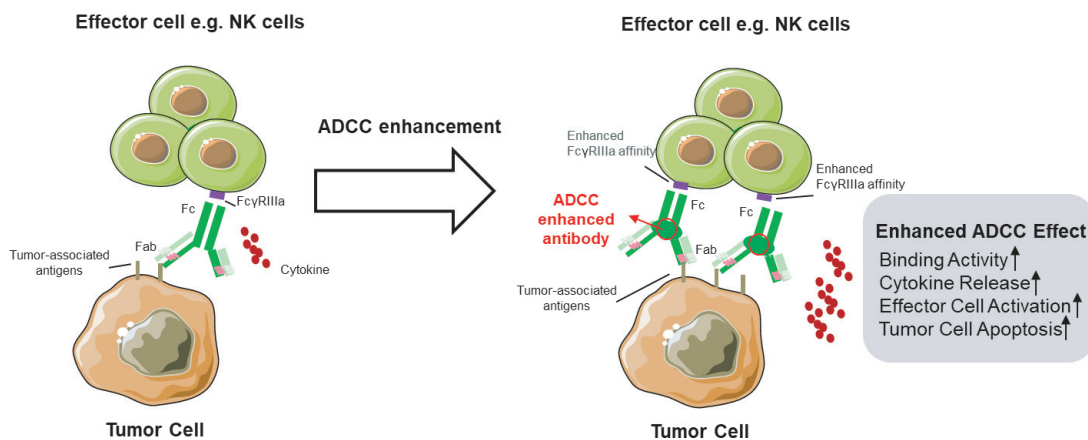 Effector cell e.g. NK cells
ADCC enhancement
FcγRIIIa
Fc
Fab
Tumor-associated
antigens
Cytokine
Tumor Cell
Effector cell e.g. NK cells
Enhanced
FcγRIIIa affinity
Enhanced
FcγRIIIa affinity
Fc
Fc
ADCC
enhanced
antibody
Fab
Tumor-associated
antigens
Tumor Cell
Enhanced ADCC Effect
Binding Activity↑
Cytokine Release↑
Effector Cell Activation↑
Tumor Cell Apoptosis↑